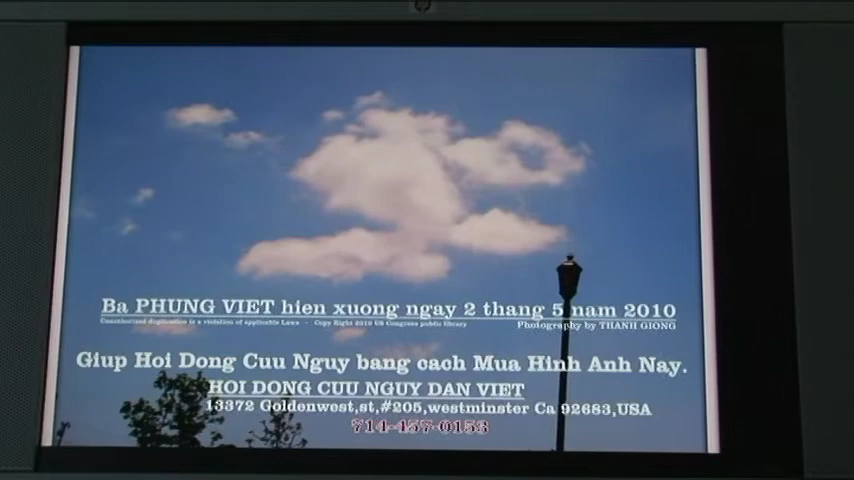 Ba PHUNG VIET hien xuong ngay 2 thang 5 nam 2010
Unauthorized duplication is a violation of applicable Laws - Copy Right 2010 US Congress public library
Photography by THANH GIONG
Giup Hoi Dong Cuu Nguy bang cach Mua Hinh Anh Nay.
HOI DONG CUU NGUY DAN VIET
13372 Goldenwest,st,#205,westminster Ca 92683,USA
714-457-0153